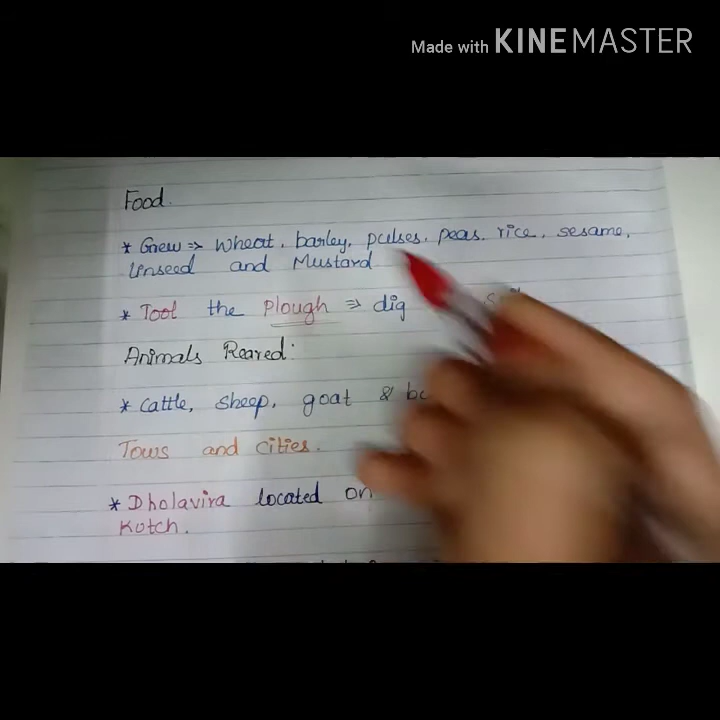 Made with KINEMASTER
Food.
* Grew => Wheat, barley, pulses, peas, rice, sesame,
linseed and Mustard
* Tool the Plough => dig
Animals Reared:
* Cattle, sheep, goat &
Tows and cities.
* Dholavira located on
Kutch.